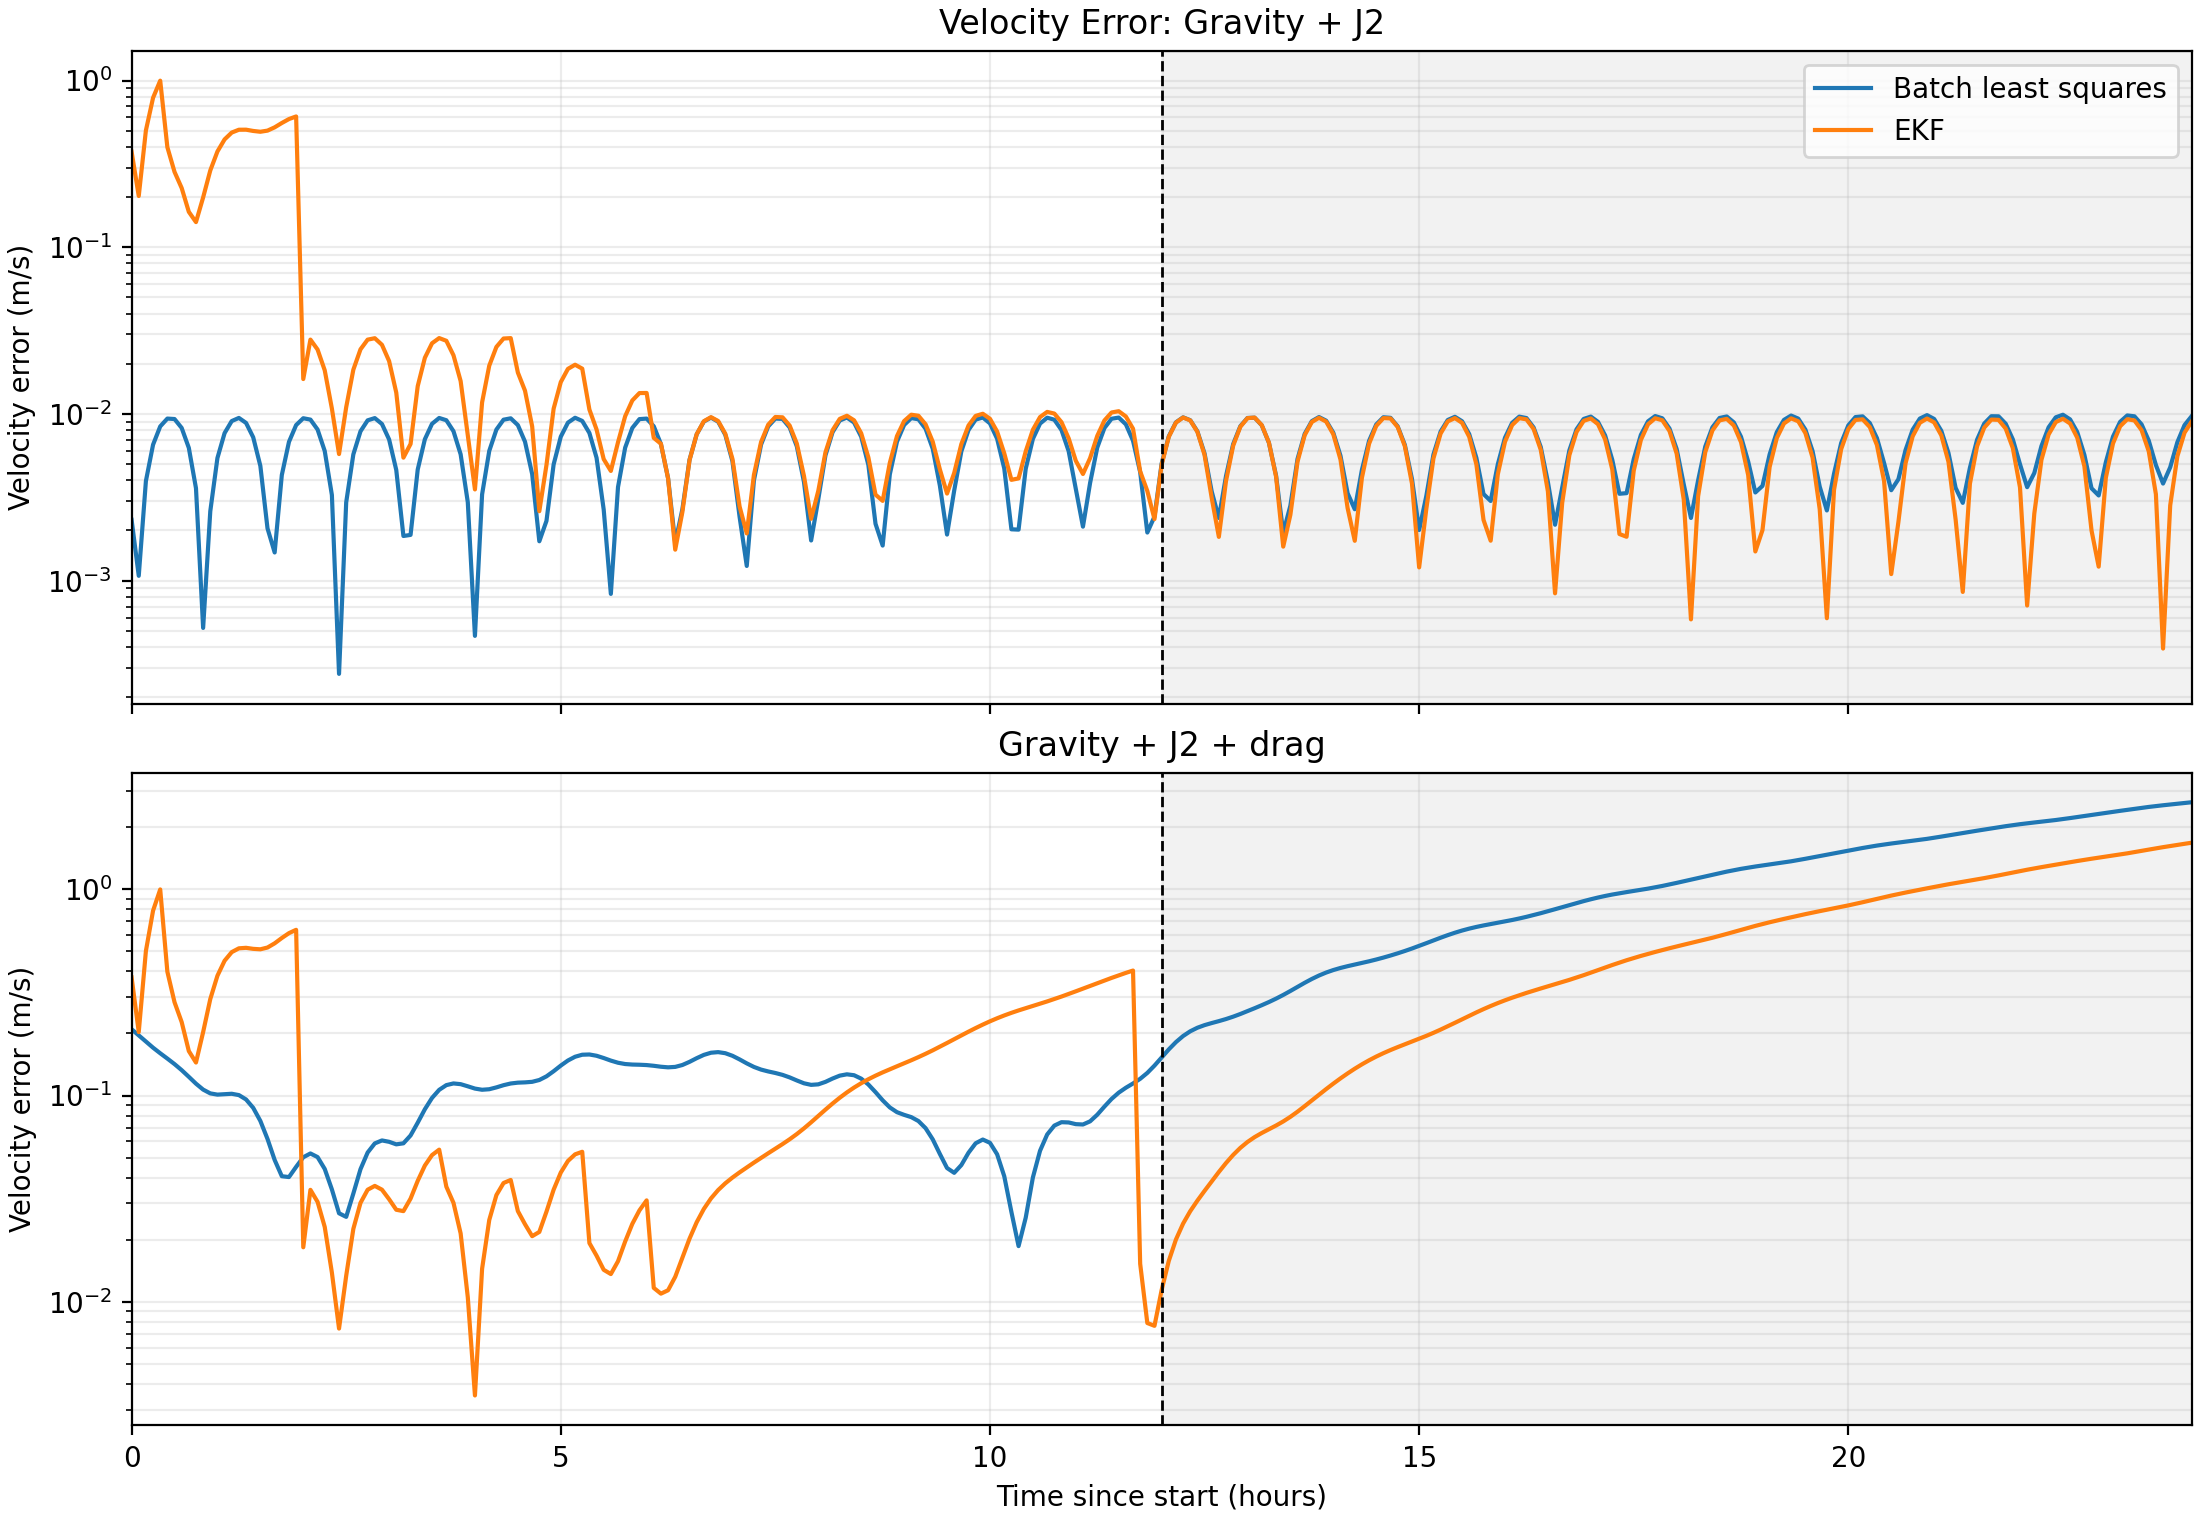 Velocity Error: Gravity + J2
10⁰
10⁻¹
10⁻²
10⁻³
Velocity error (m/s)
Batch least squares
EKF
Gravity + J2 + drag
10⁰
10⁻¹
10⁻²
Velocity error (m/s)
0 5 10 15 20
Time since start (hours)